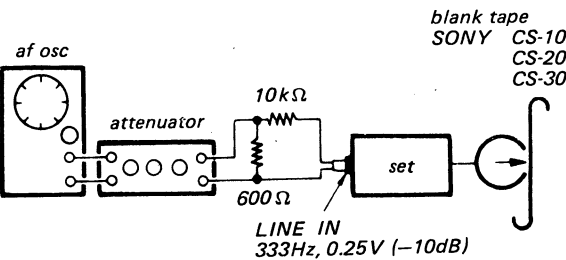 blank tape
SONY CS-10
CS-20
CS-30
af osc
attenuator
10kΩ
600Ω
set
LINE IN
333Hz, 0.25V (−10dB)